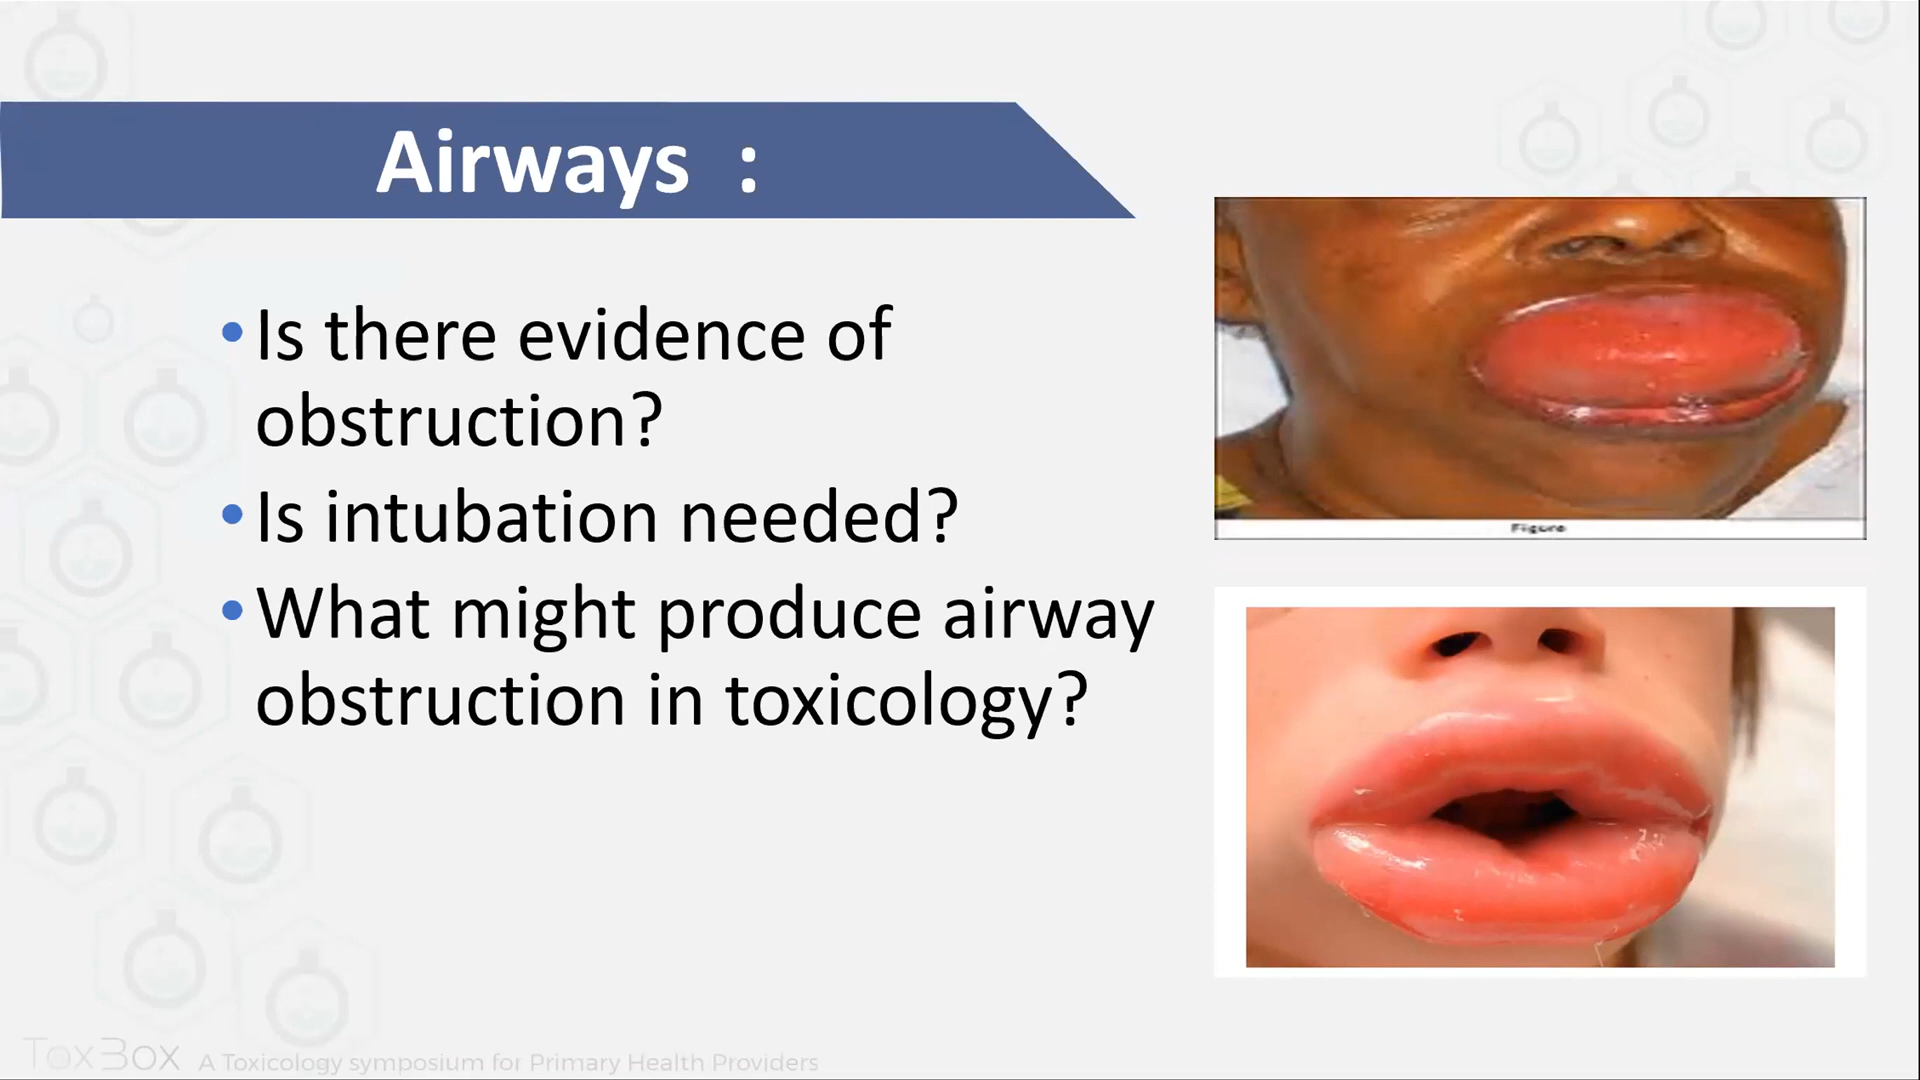 Airways :
• Is there evidence of
obstruction?
• Is intubation needed?
• What might produce airway
obstruction in toxicology?
Figure
ToxBox A Toxicology symposium for Primary Health Providers